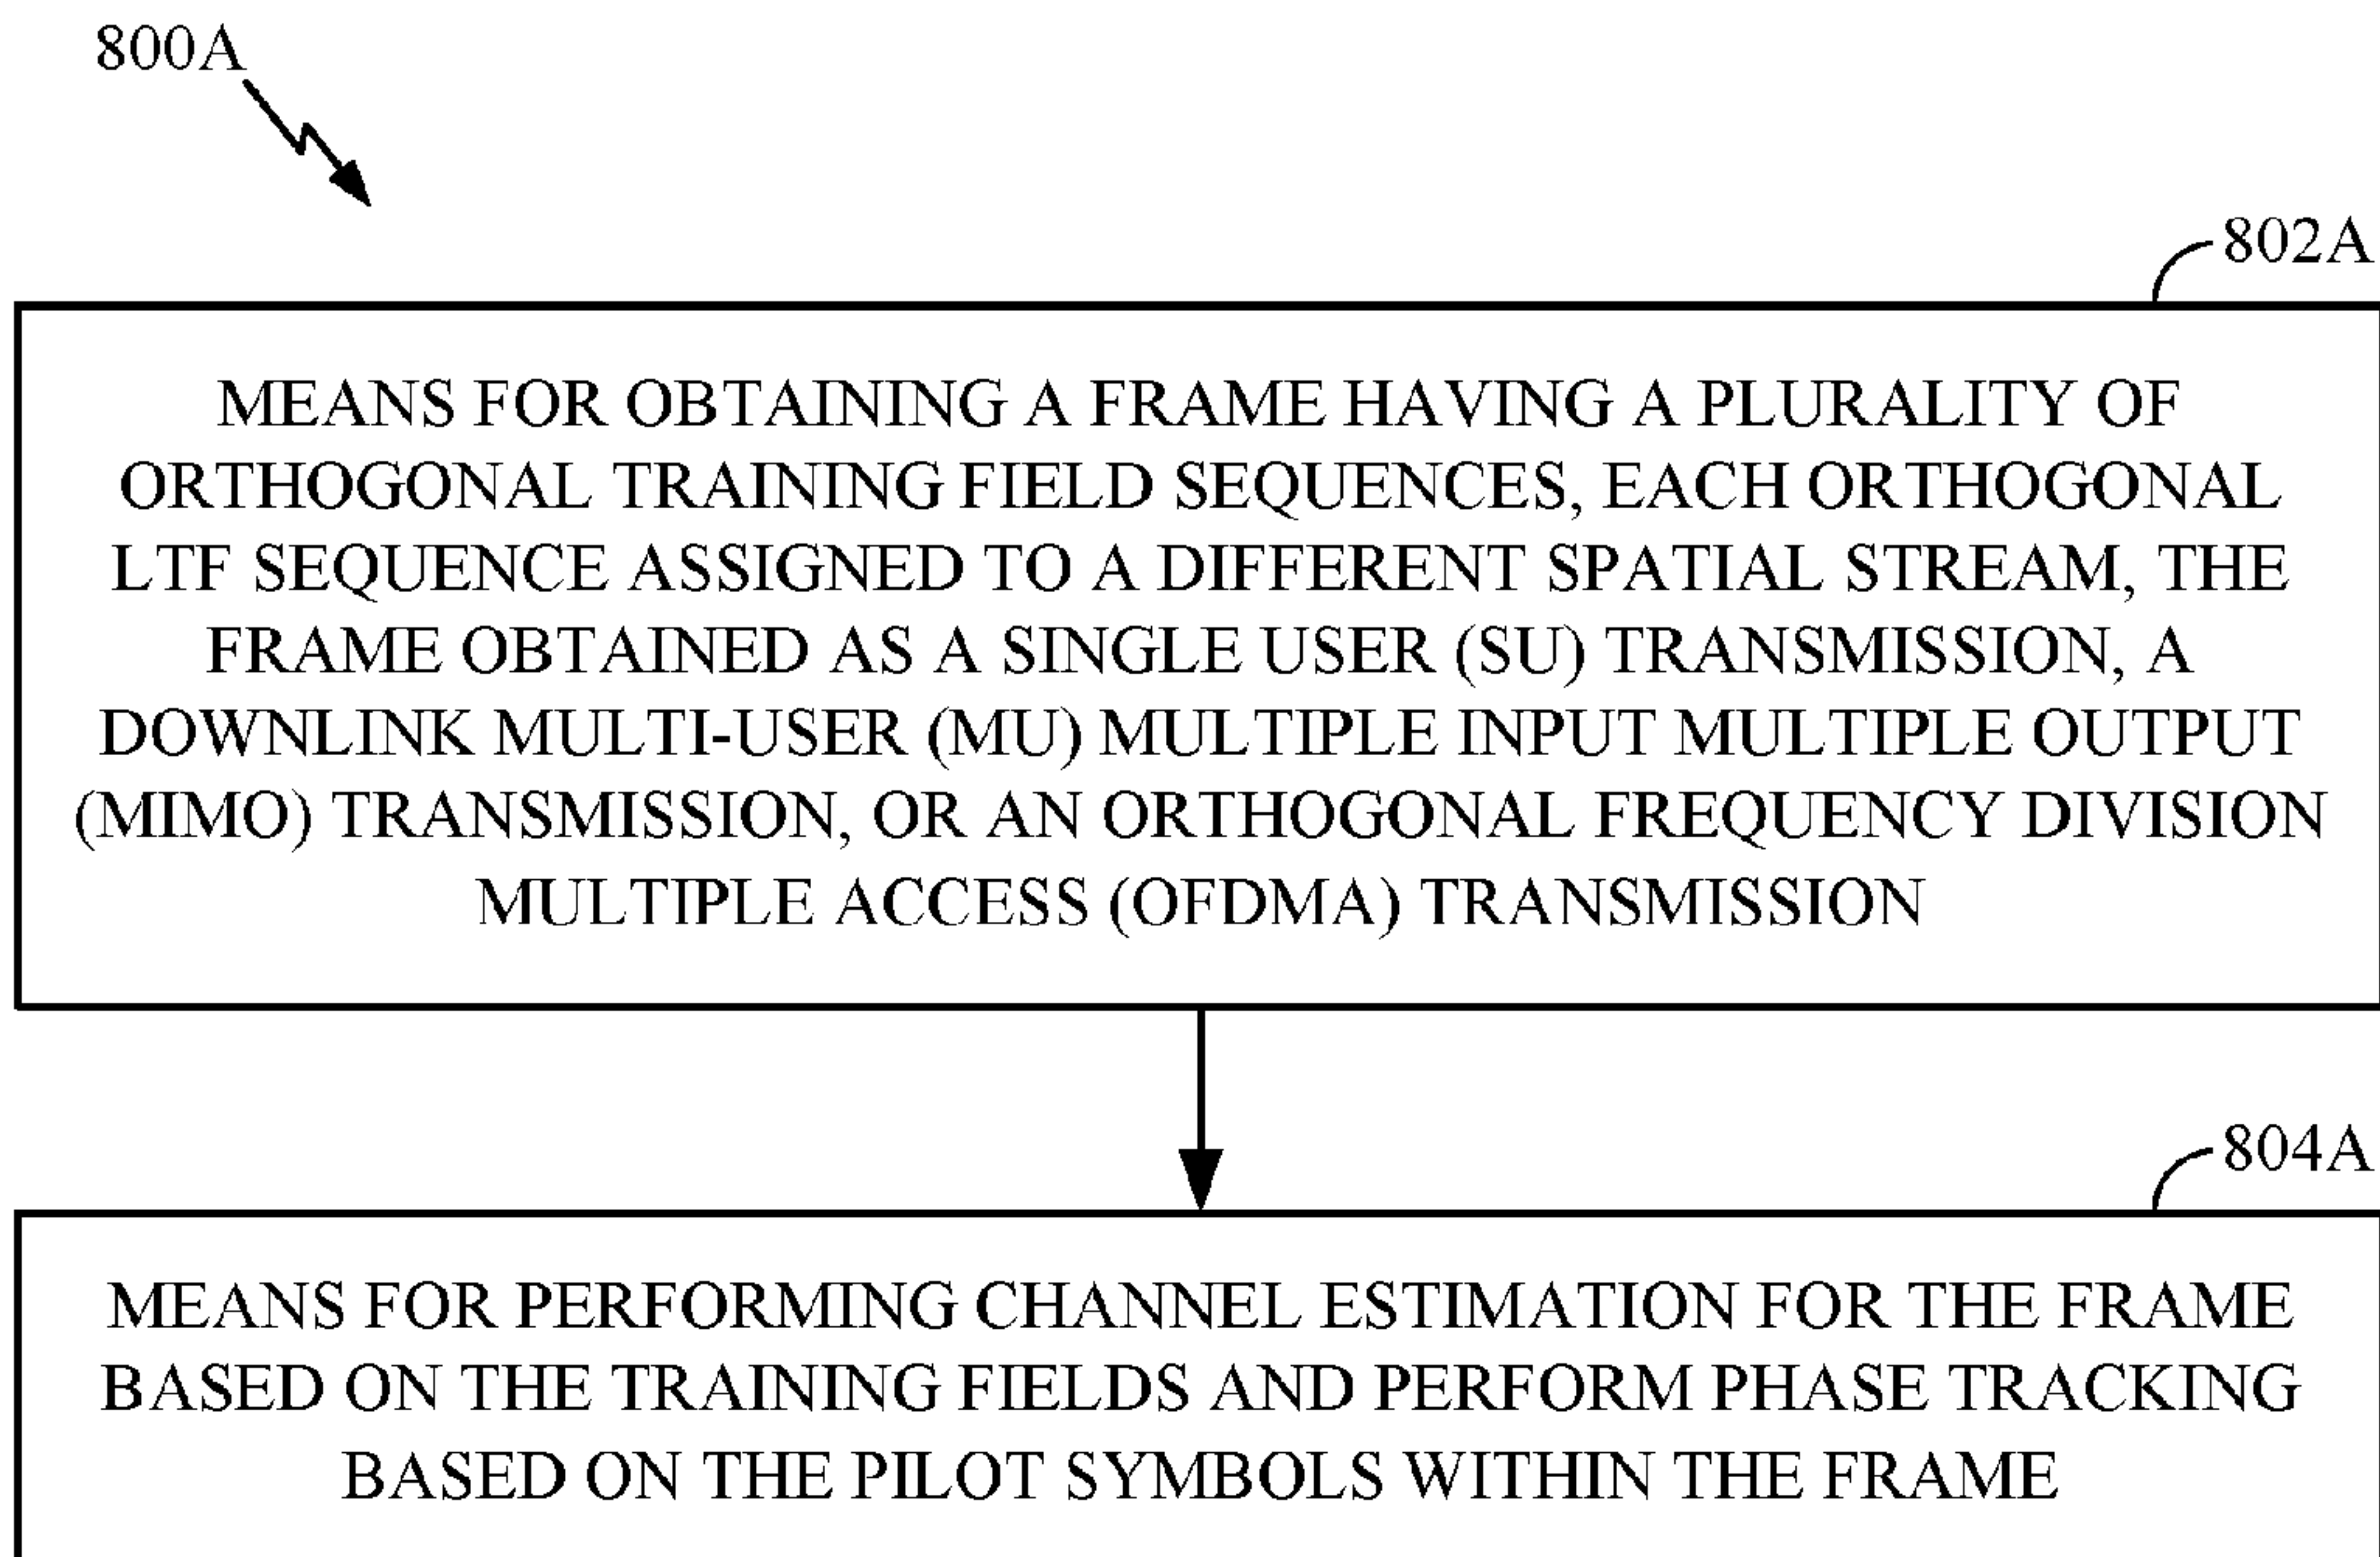 800A
802A
MEANS FOR OBTAINING A FRAME HAVING A PLURALITY OF
ORTHOGONAL TRAINING FIELD SEQUENCES, EACH ORTHOGONAL
LTF SEQUENCE ASSIGNED TO A DIFFERENT SPATIAL STREAM, THE
FRAME OBTAINED AS A SINGLE USER (SU) TRANSMISSION, A
DOWNLINK MULTI-USER (MU) MULTIPLE INPUT MULTIPLE OUTPUT
(MIMO) TRANSMISSION, OR AN ORTHOGONAL FREQUENCY DIVISION
MULTIPLE ACCESS (OFDMA) TRANSMISSION
804A
MEANS FOR PERFORMING CHANNEL ESTIMATION FOR THE FRAME
BASED ON THE TRAINING FIELDS AND PERFORM PHASE TRACKING
BASED ON THE PILOT SYMBOLS WITHIN THE FRAME